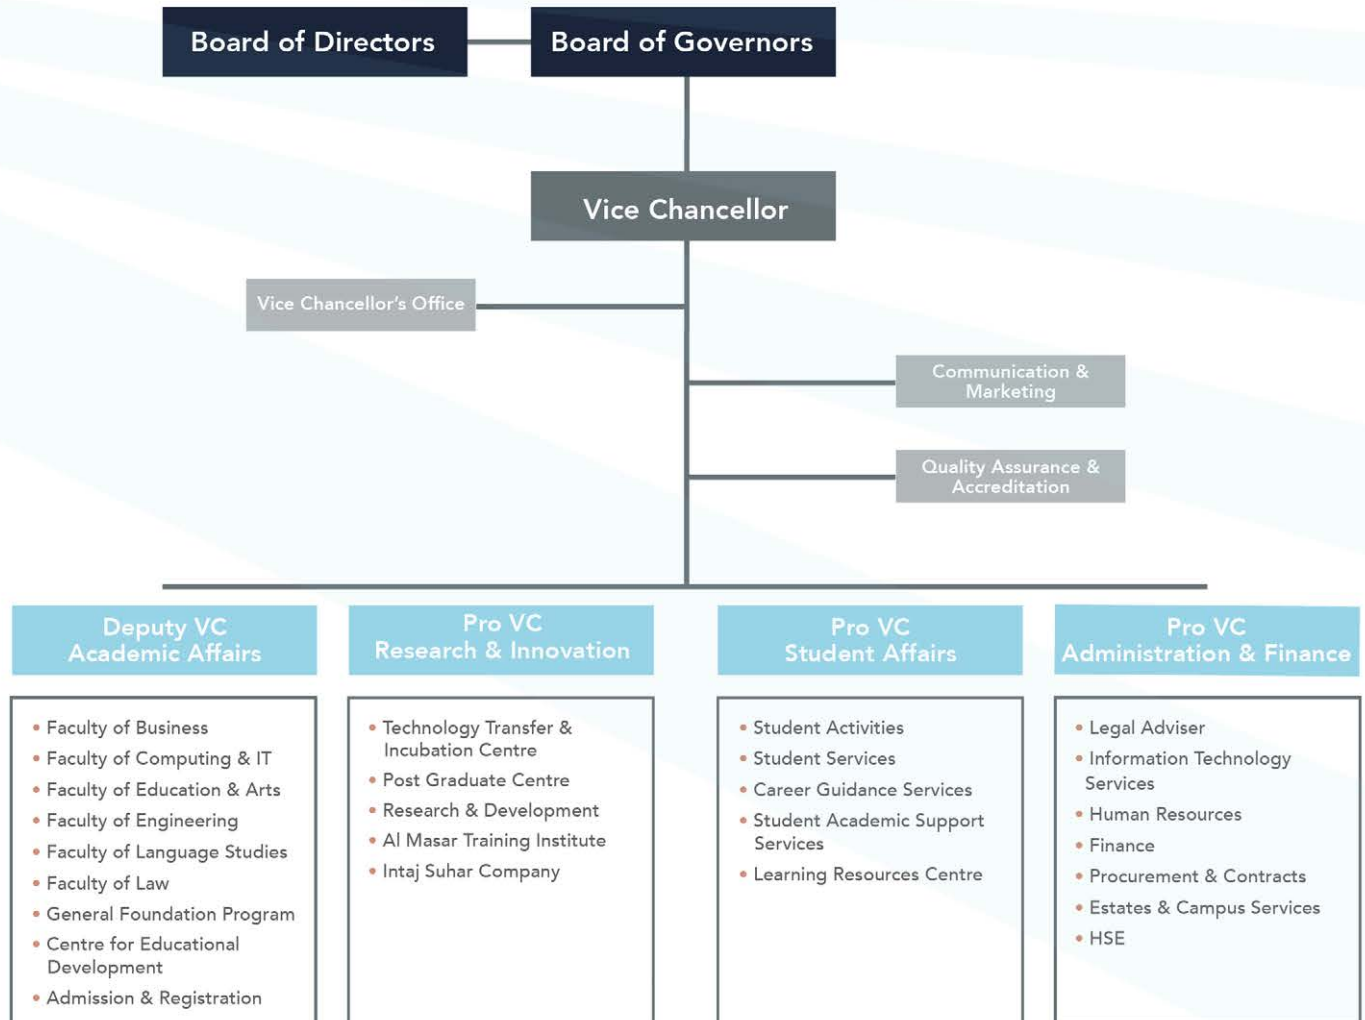 Board of Directors
Board of Governors
Vice Chancellor
Vice Chancellor's Office
Communication &
Marketing
Quality Assurance &
Accreditation
Deputy VC
Academic Affairs
• Faculty of Business
• Faculty of Computing & IT
• Faculty of Education & Arts
• Faculty of Engineering
• Faculty of Language Studies
• Faculty of Law
• General Foundation Program
• Centre for Educational
Development
• Admission & Registration
Pro VC
Research & Innovation
• Technology Transfer &
Incubation Centre
• Post Graduate Centre
• Research & Development
• Al Masar Training Institute
• Intaj Suhar Company
Pro VC
Student Affairs
• Student Activities
• Student Services
• Career Guidance Services
• Student Academic Support
Services
• Learning Resources Centre
Pro VC
Administration & Finance
• Legal Adviser
• Information Technology
Services
• Human Resources
• Finance
• Procurement & Contracts
• Estates & Campus Services
• HSE